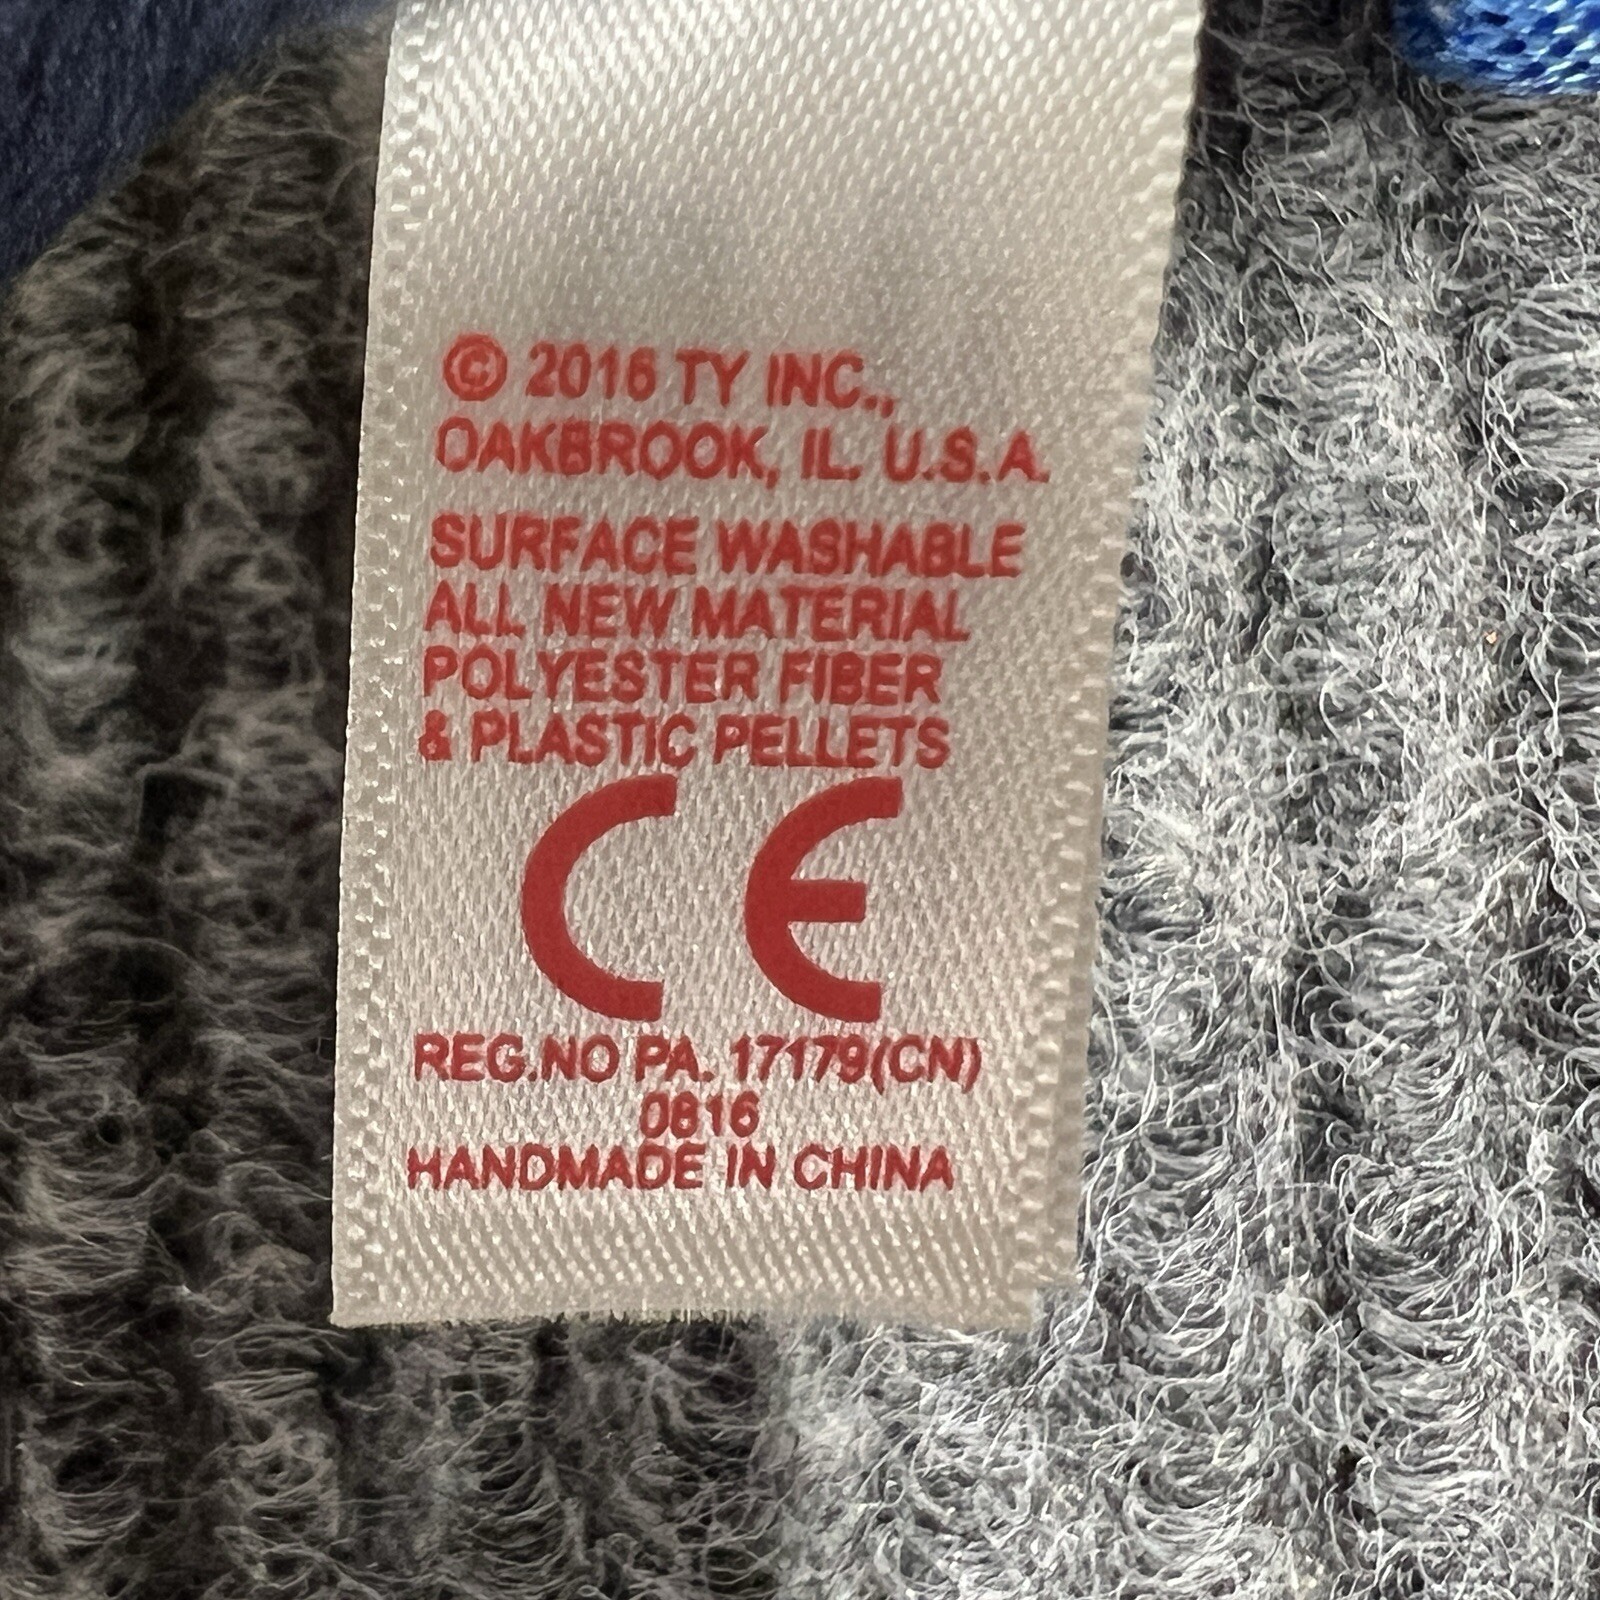 © 2016 TY INC.,
OAKBROOK, IL. U.S.A.
SURFACE WASHABLE
ALL NEW MATERIAL
POLYESTER FIBER
& PLASTIC PELLETS
CE
REG.NO PA. 17179(CN)
0816
HANDMADE IN CHINA